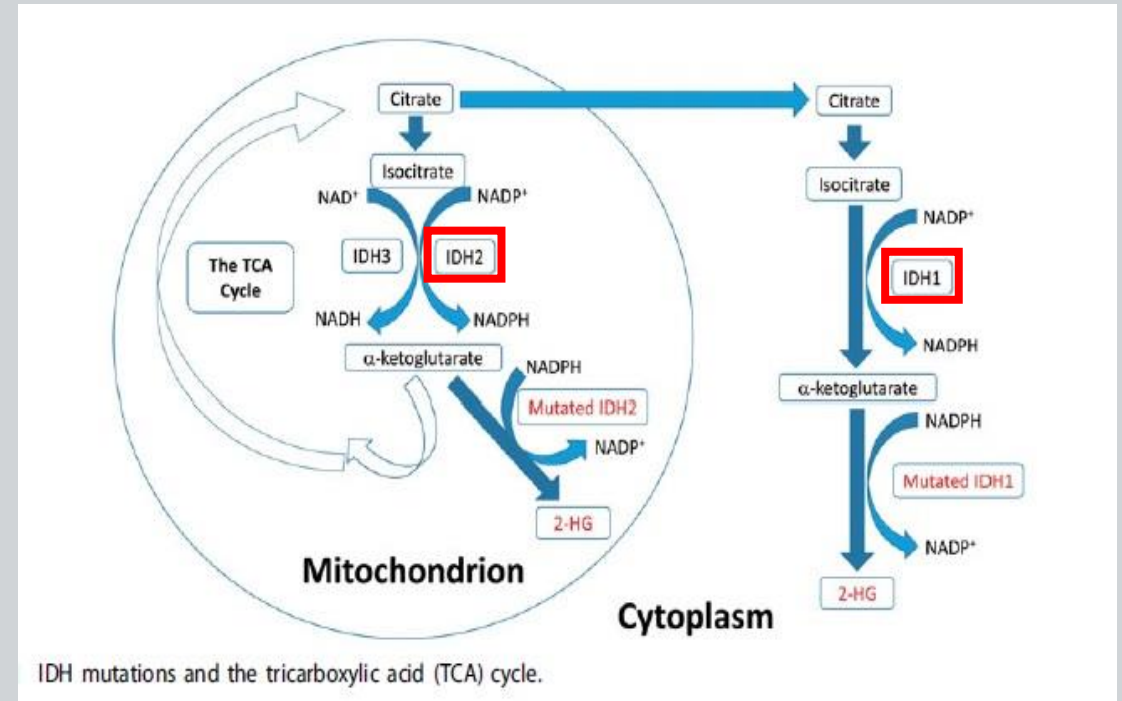 Citrate
Isocitrate
NAD⁺
NADP⁺
IDH3
IDH2
The TCA
Cycle
NADH
NADPH
α-ketoglutarate
NADPH
Mutated IDH2
NADP⁺
2-HG
Mitochondrion
Citrate
Isocitrate
NADP⁺
IDH1
NADPH
α-ketoglutarate
NADPH
Mutated IDH1
NADP⁺
2-HG
Cytoplasm
IDH mutations and the tricarboxylic acid (TCA) cycle.